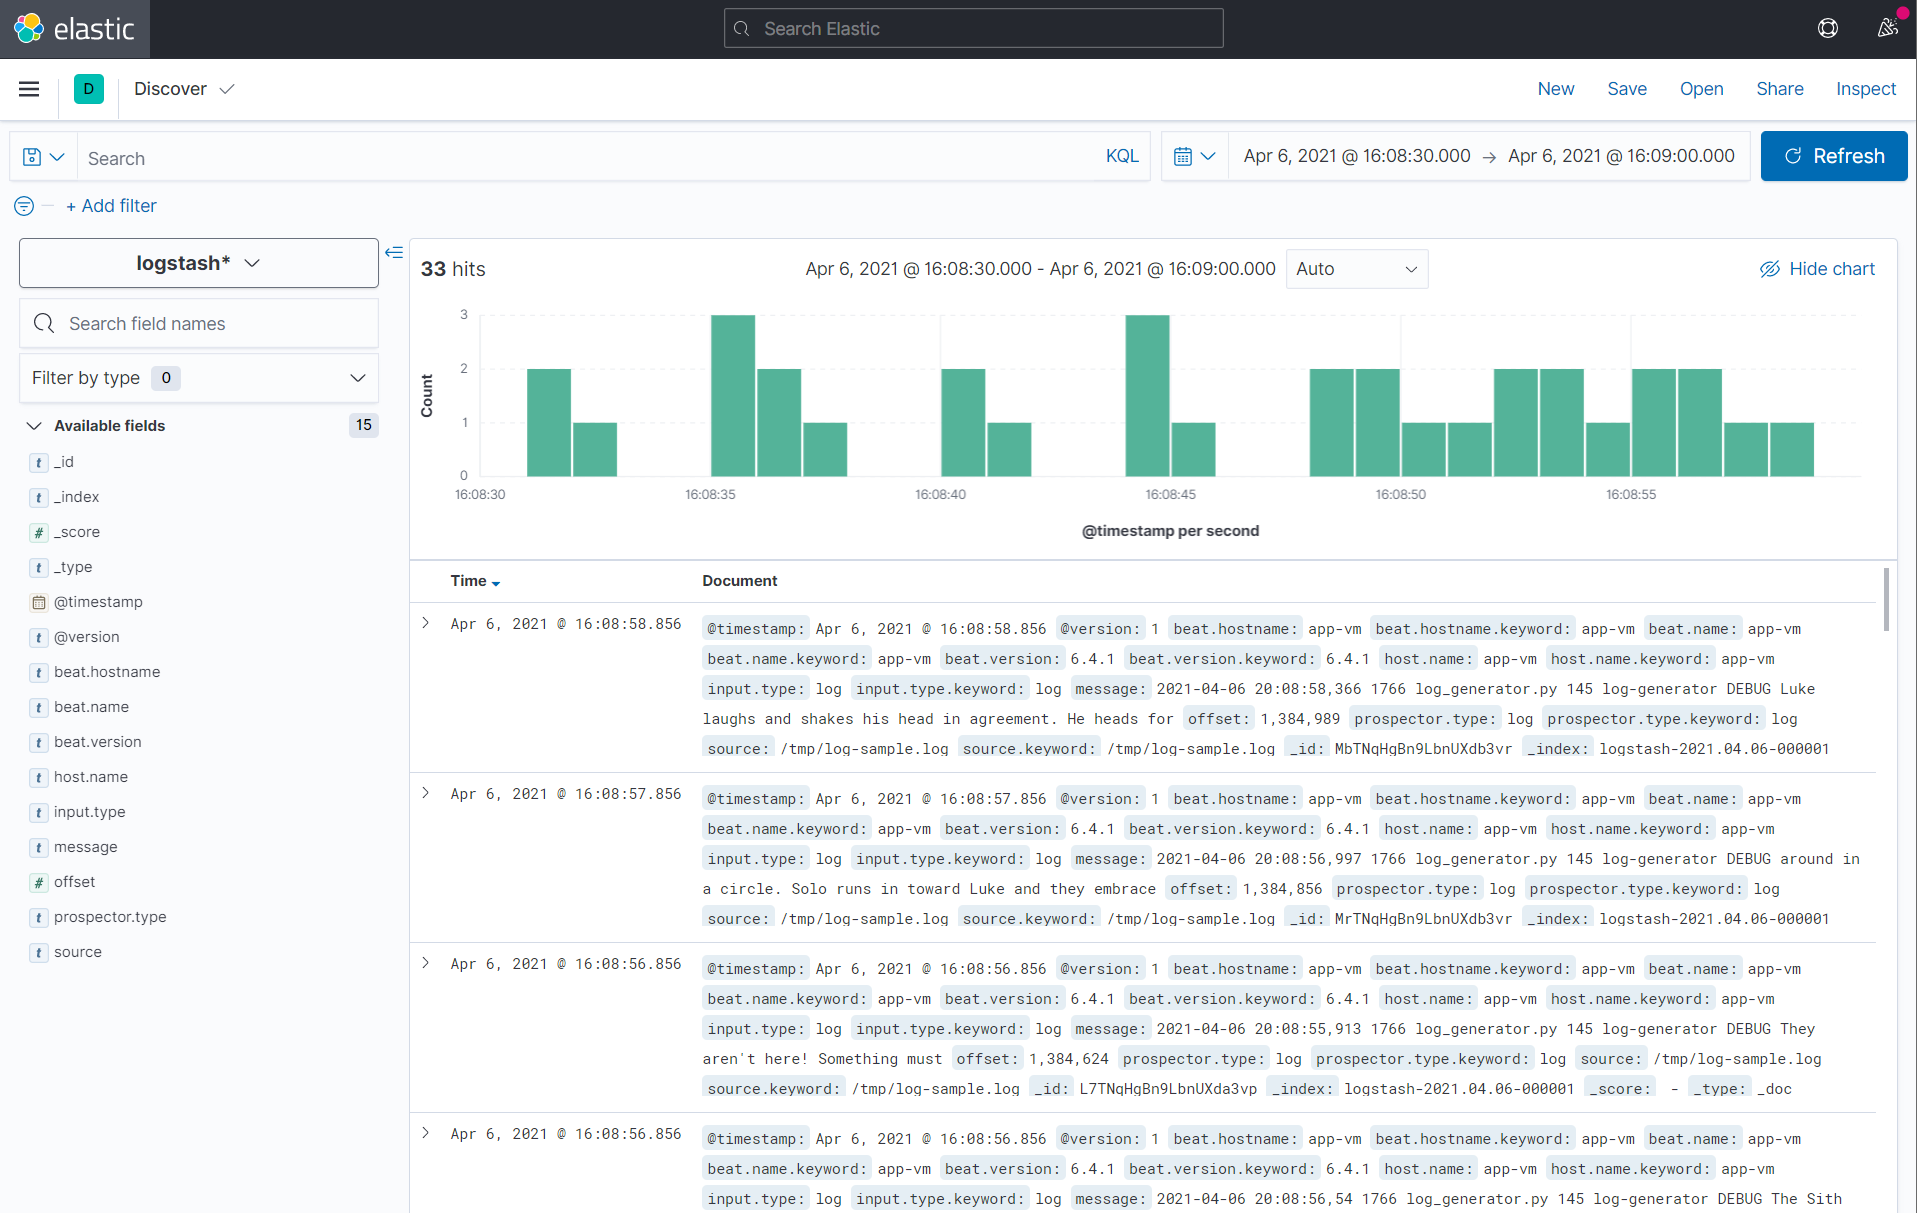 elastic
Search Elastic
D
Discover
New Save Open Share Inspect
Search
KQL
Apr 6, 2021 @ 16:08:30.000 → Apr 6, 2021 @ 16:09:00.000
Refresh
+ Add filter
logstash*
Search field names
Filter by type 0
Available fields 15
t _id
t _index
# _score
t _type
@timestamp
t @version
t beat.hostname
t beat.name
t beat.version
t host.name
t input.type
t message
# offset
t prospector.type
t source
33 hits
Apr 6, 2021 @ 16:08:30.000 - Apr 6, 2021 @ 16:09:00.000
Auto
Hide chart
Count
3
2
1
0
16:08:30 16:08:35 16:08:40 16:08:45 16:08:50 16:08:55
@timestamp per second
Time Document
Apr 6, 2021 @ 16:08:58.856
@timestamp: Apr 6, 2021 @ 16:08:58.856 @version: 1 beat.hostname: app-vm beat.hostname.keyword: app-vm beat.name: app-vm
beat.name.keyword: app-vm beat.version: 6.4.1 beat.version.keyword: 6.4.1 host.name: app-vm host.name.keyword: app-vm
input.type: log input.type.keyword: log message: 2021-04-06 20:08:58,366 1766 log_generator.py 145 log-generator DEBUG Luke
laughs and shakes his head in agreement. He heads for offset: 1,384,989 prospector.type: log prospector.type.keyword: log
source: /tmp/log-sample.log source.keyword: /tmp/log-sample.log _id: MbTNqHgBn9LbnUXdb3vr _index: logstash-2021.04.06-000001
Apr 6, 2021 @ 16:08:57.856
@timestamp: Apr 6, 2021 @ 16:08:57.856 @version: 1 beat.hostname: app-vm beat.hostname.keyword: app-vm beat.name: app-vm
beat.name.keyword: app-vm beat.version: 6.4.1 beat.version.keyword: 6.4.1 host.name: app-vm host.name.keyword: app-vm
input.type: log input.type.keyword: log message: 2021-04-06 20:08:56,997 1766 log_generator.py 145 log-generator DEBUG around in
a circle. Solo runs in toward Luke and they embrace offset: 1,384,856 prospector.type: log prospector.type.keyword: log
source: /tmp/log-sample.log source.keyword: /tmp/log-sample.log _id: MrTNqHgBn9LbnUXdb3vr _index: logstash-2021.04.06-000001
Apr 6, 2021 @ 16:08:56.856
@timestamp: Apr 6, 2021 @ 16:08:56.856 @version: 1 beat.hostname: app-vm beat.hostname.keyword: app-vm beat.name: app-vm
beat.name.keyword: app-vm beat.version: 6.4.1 beat.version.keyword: 6.4.1 host.name: app-vm host.name.keyword: app-vm
input.type: log input.type.keyword: log message: 2021-04-06 20:08:55,913 1766 log_generator.py 145 log-generator DEBUG They
aren't here! Something must offset: 1,384,624 prospector.type: log prospector.type.keyword: log source: /tmp/log-sample.log
source.keyword: /tmp/log-sample.log _id: L7TNqHgBn9LbnUXda3vp _index: logstash-2021.04.06-000001 _score: - _type: _doc
Apr 6, 2021 @ 16:08:56.856
@timestamp: Apr 6, 2021 @ 16:08:56.856 @version: 1 beat.hostname: app-vm beat.hostname.keyword: app-vm beat.name: app-vm
beat.name.keyword: app-vm beat.version: 6.4.1 beat.version.keyword: 6.4.1 host.name: app-vm host.name.keyword: app-vm
input.type: log input.type.keyword: log message: 2021-04-06 20:08:56,54 1766 log_generator.py 145 log-generator DEBUG The Sith